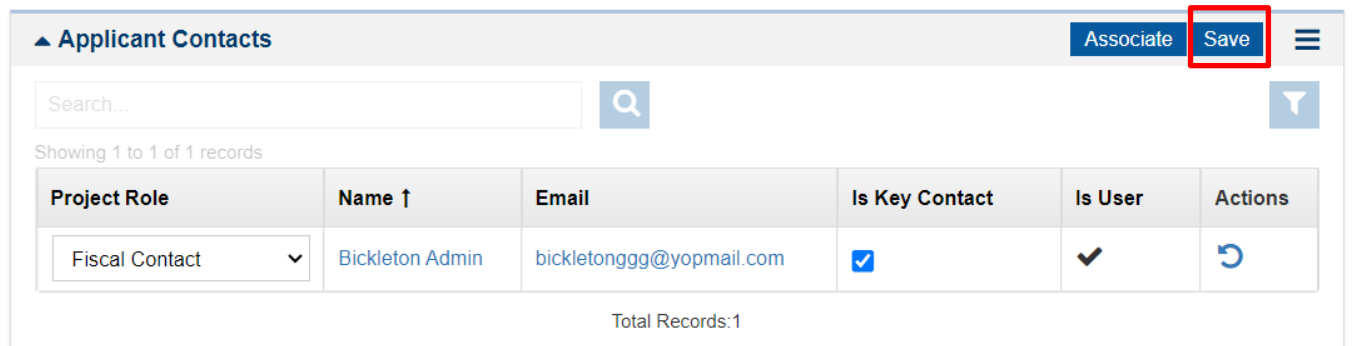 Applicant Contacts Associate Save
Search...
Showing 1 to 1 of 1 records
Project Role Name ↑ Email Is Key Contact Is User Actions
Fiscal Contact Bickleton Admin bickletonggg@yopmail.com
Total Records:1